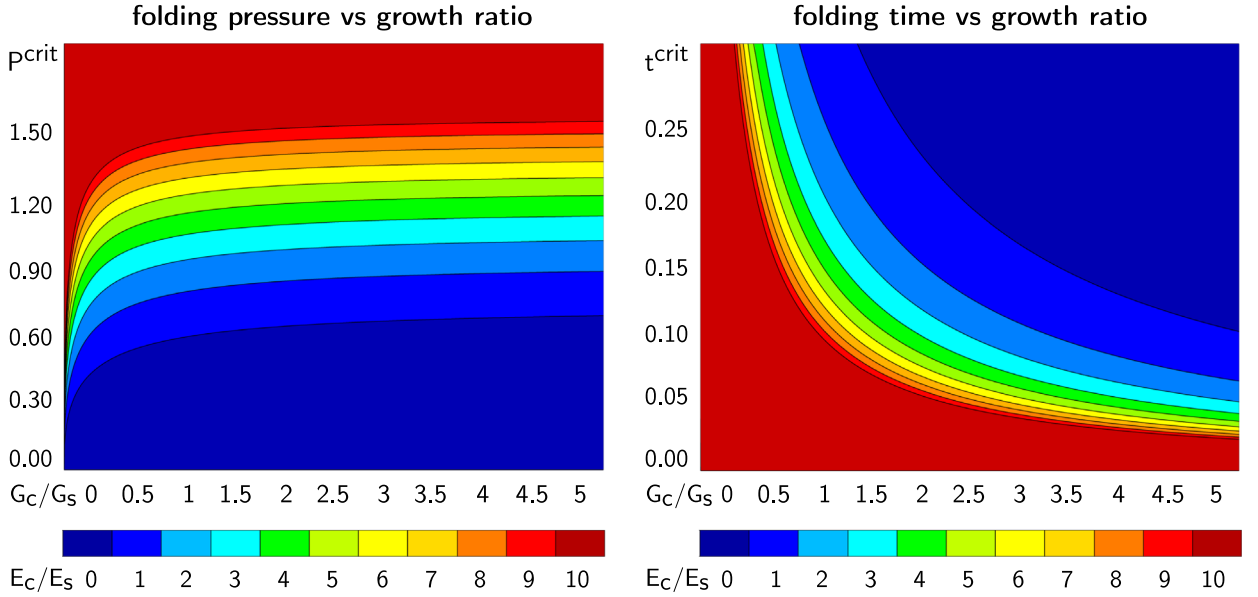 folding pressure vs growth ratio
Pcrit
1.50
1.20
0.90
0.60
0.30
0.00
GC/GS 0 0.5 1 1.5 2 2.5 3 3.5 4 4.5 5
EC/ES 0 1 2 3 4 5 6 7 8 9 10
folding time vs growth ratio
tcrit
0.25
0.20
0.15
0.10
0.05
0.00
GC/GS 0 0.5 1 1.5 2 2.5 3 3.5 4 4.5 5
EC/ES 0 1 2 3 4 5 6 7 8 9 10